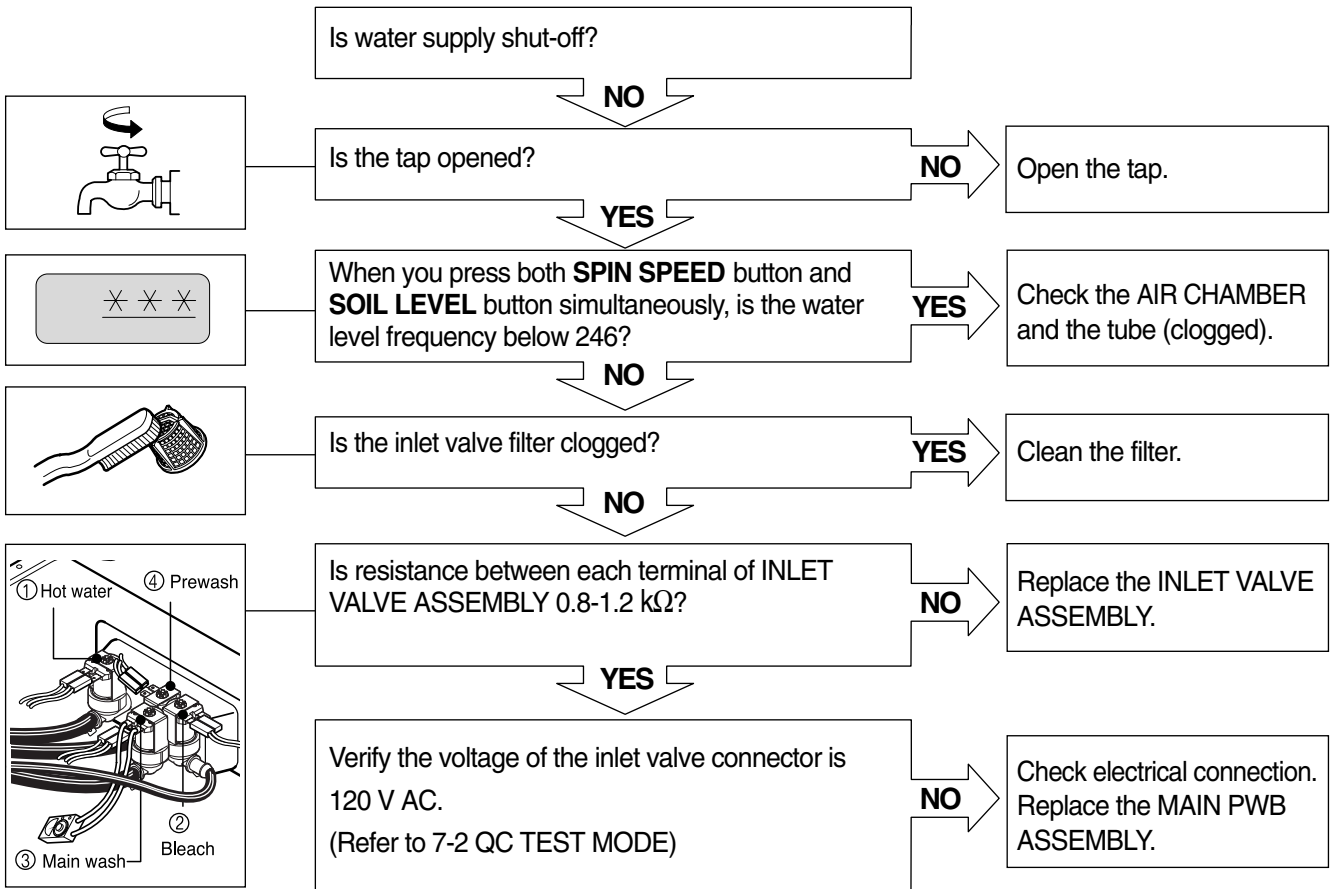 Is water supply shut-off?
NO
Is the tap opened?
NO
Open the tap.
YES
✳ ✳ ✳
When you press both SPIN SPEED button and
SOIL LEVEL button simultaneously, is the water
level frequency below 246?
YES
Check the AIR CHAMBER
and the tube (clogged).
NO
Is the inlet valve filter clogged?
YES
Clean the filter.
NO
① Hot water
④ Prewash
② 
Bleach
③ Main wash
Is resistance between each terminal of INLET
VALVE ASSEMBLY 0.8-1.2 kΩ?
NO
Replace the INLET VALVE
ASSEMBLY.
YES
Verify the voltage of the inlet valve connector is
120 V AC.
(Refer to 7-2 QC TEST MODE)
NO
Check electrical connection.
Replace the MAIN PWB
ASSEMBLY.